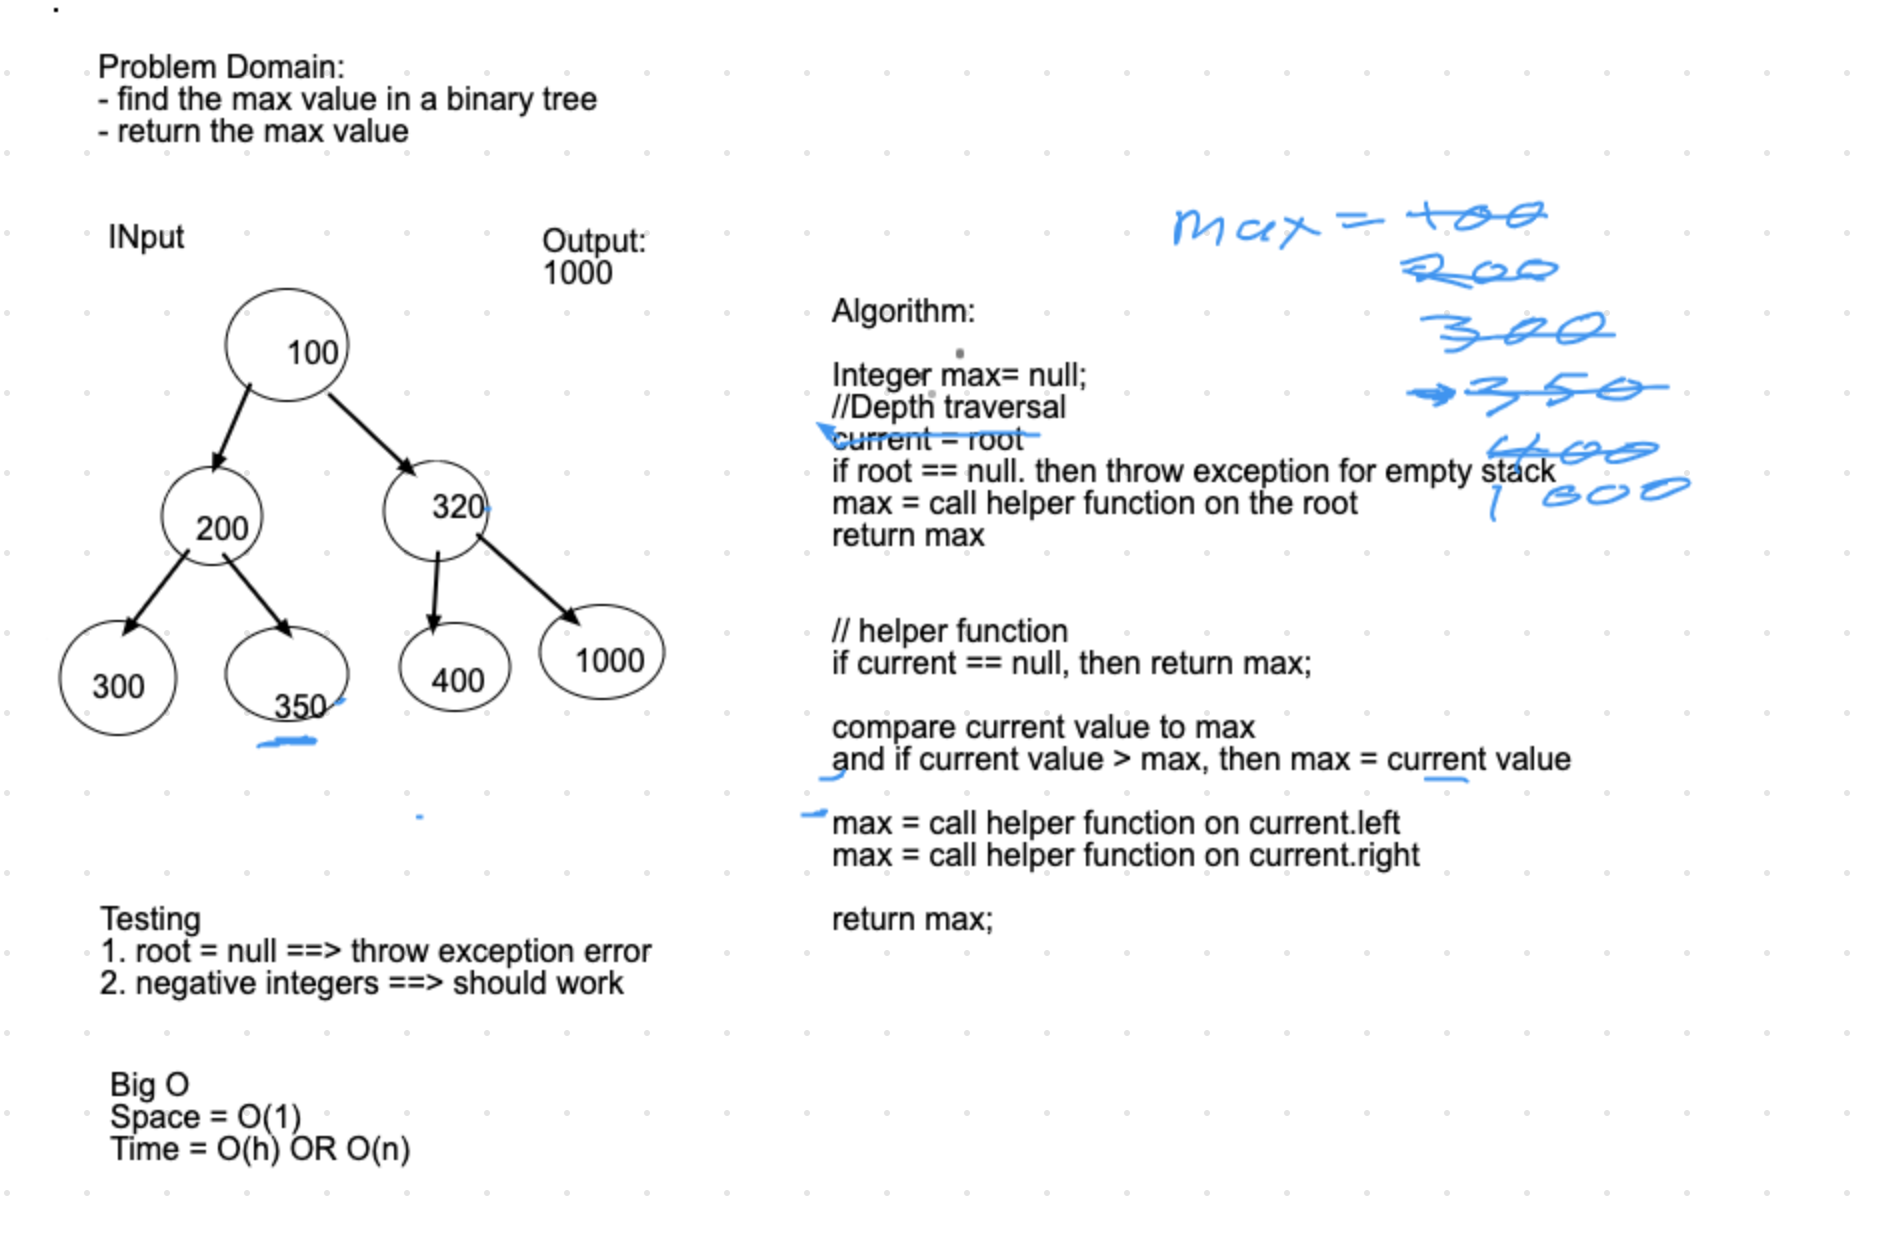 Problem Domain:
- find the max value in a binary tree
- return the max value
INput
Output:
1000
100
200
320
300
350
400
1000
max = 100
200
300
350
400
1000
Algorithm:
Integer max= null;
//Depth traversal
current = root
if root == null. then throw exception for empty stack
max = call helper function on the root
return max
// helper function
if current == null, then return max;
compare current value to max
and if current value > max, then max = current value
max = call helper function on current.left
max = call helper function on current.right
return max;
Testing
1. root = null ==> throw exception error
2. negative integers ==> should work
Big O
Space = O(1)
Time = O(h) OR O(n)